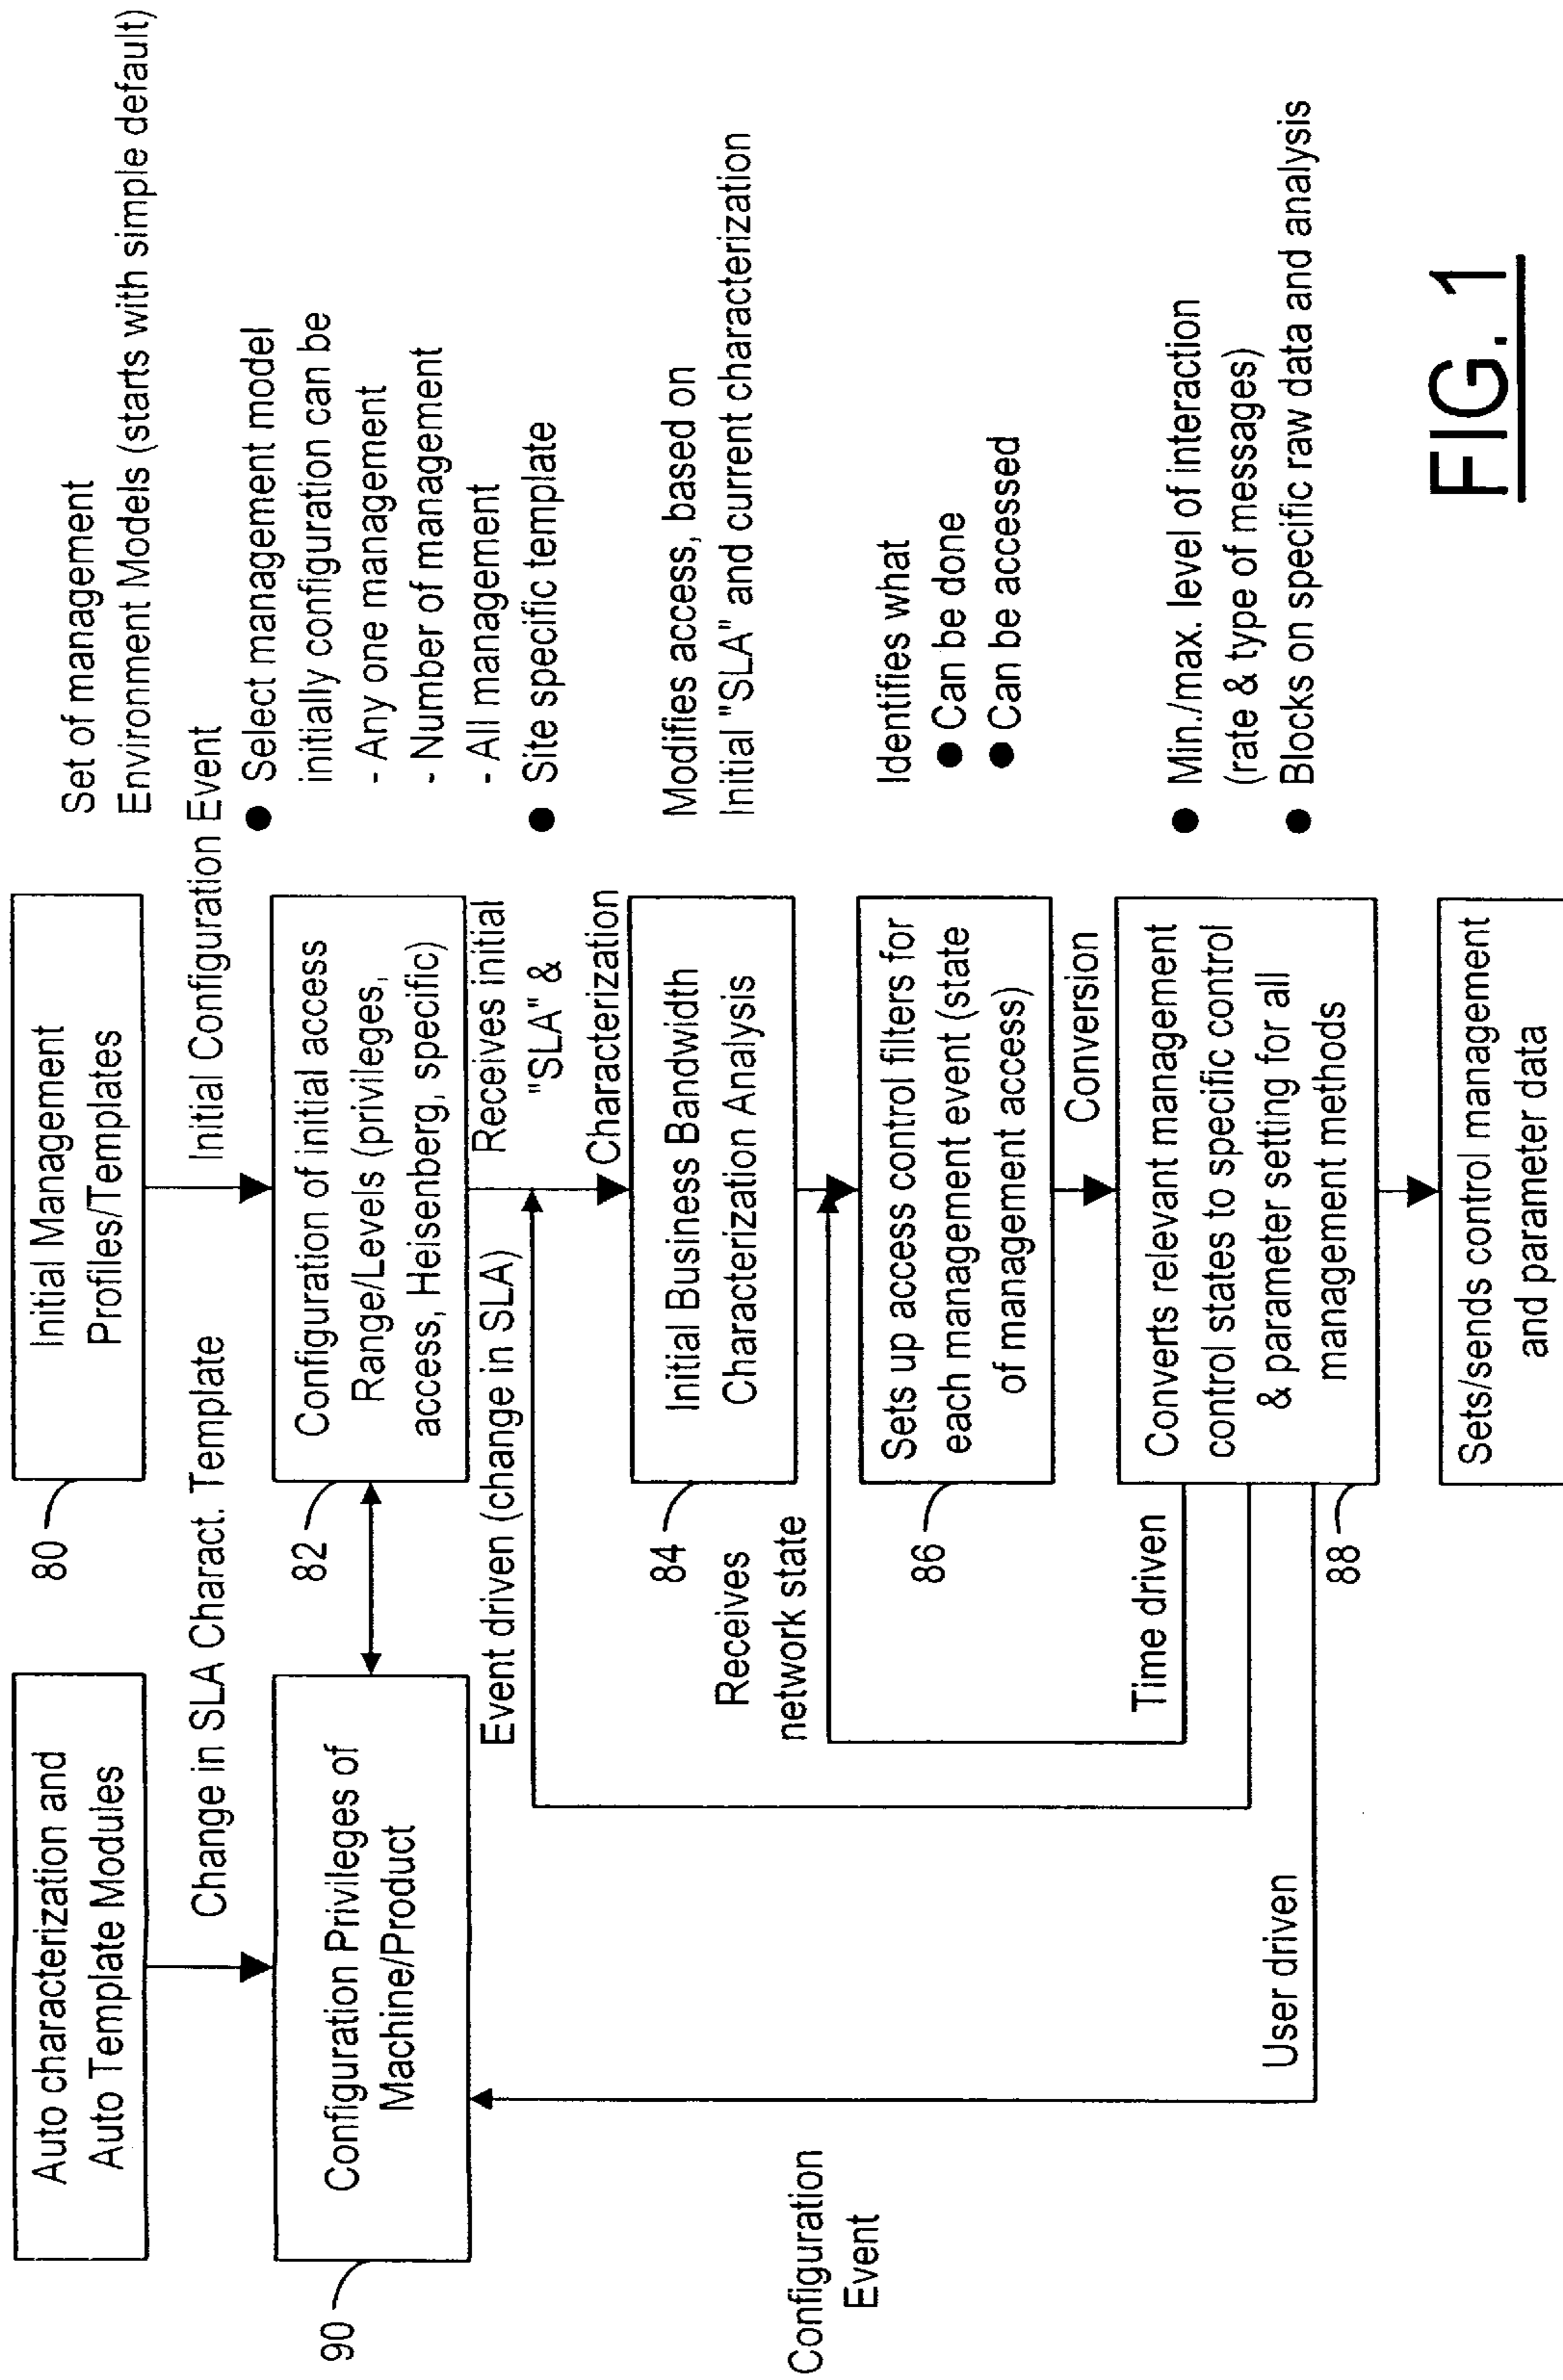 Auto characterization and
Auto Template Modules
Change in SLA Charact. Template
90
Configuration Privileges of
Machine/Product
Configuration
Event
80
Initial Management
Profiles/Templates
Set of management
Environment Models (starts with simple default)
Initial Configuration Event
82
Configuration of initial access
Range/Levels (privileges,
access, Heisenberg, specific)
● Select management model
initially configuration can be
- Any one management
- Number of management
- All management
● Site specific template
Event driven (change in SLA)
Receives initial
"SLA" &
Characterization
84
Initial Business Bandwidth
Characterization Analysis
Modifies access, based on
Initial "SLA" and current characterization
Receives
network state
86
Sets up access control filters for
each management event (state
of management access)
Identifies what
● Can be done
● Can be accessed
Time driven
Conversion
User driven
88
Converts relevant management
control states to specific control
& parameter setting for all
management methods
● Min./max. level of interaction
(rate & type of messages)
● Blocks on specific raw data and analysis
Sets/sends control management
and parameter data
FIG. 1